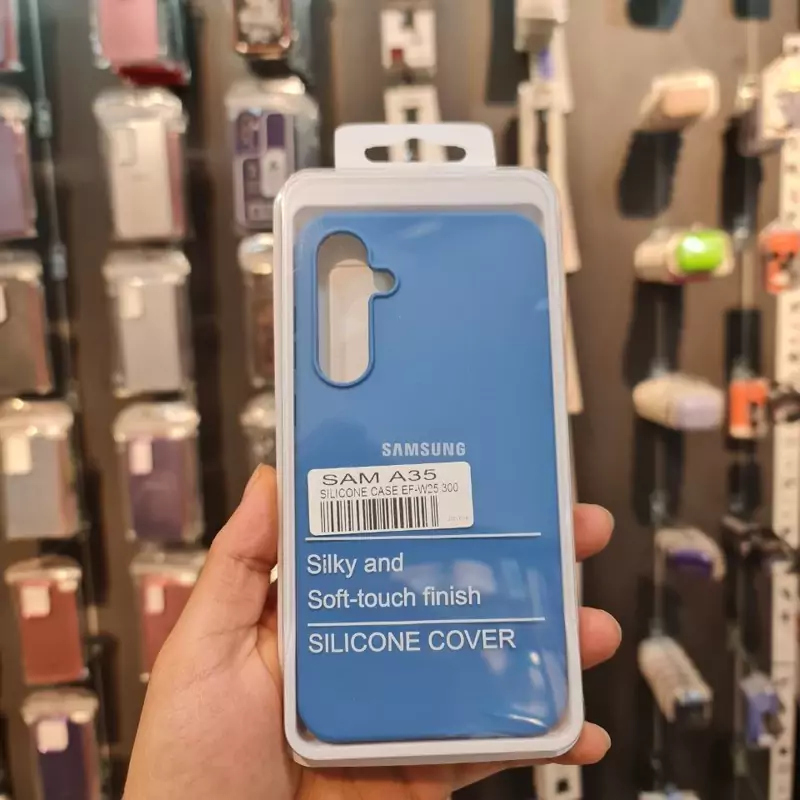 SAMSUNG
SAM A35
SILICONE CASE EF-W25 300
Silky and
Soft-touch finish
SILICONE COVER